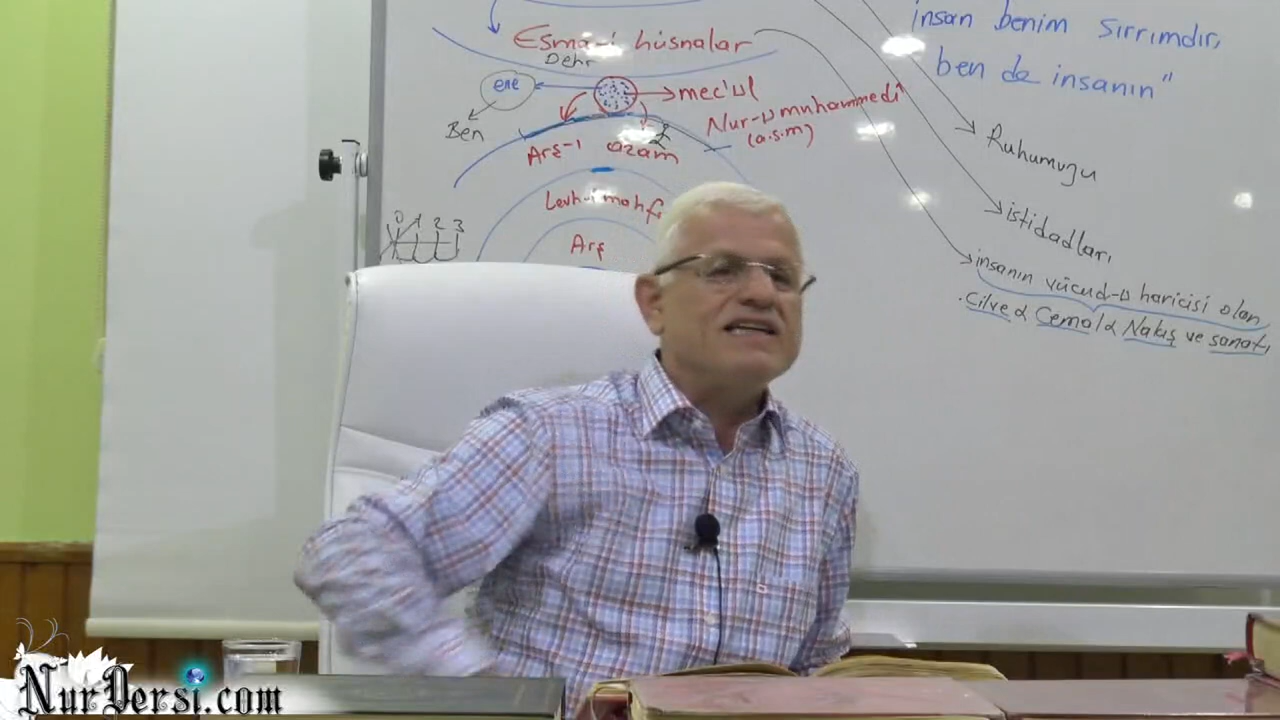 insan benim sırrımdır,
ben de insanın"
Esma-i hüsnalar
Dehr
ene
mec'ul
Ben
Nur-u muhammedi
(a.s.m)
Arş-ı azam
Levh-i mahf
Arş
0 1 2 3
Ruhumuzu
istidadları
insanın vücud-u haricisi olan
Cilve Cemal Nakış ve sanatı
NurDersi.com